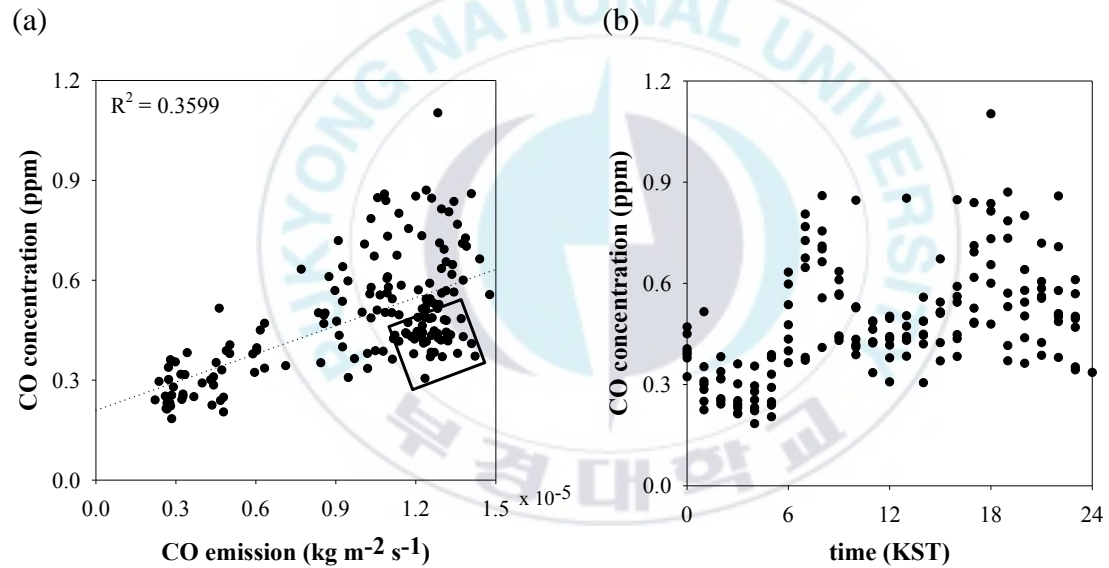 (a)
(b)
R² = 0.3599
CO concentration (ppm)
1.2
0.9
0.6
0.3
0.0
0.0 0.3 0.6 0.9 1.2 1.5
x 10⁻⁵
CO emission (kg m⁻² s⁻¹)
CO concentration (ppm)
1.2
0.9
0.6
0.3
0.0
0 6 12 18 24
time (KST)
PUKYONG NATIONAL UNIVERSITY
부경대학교